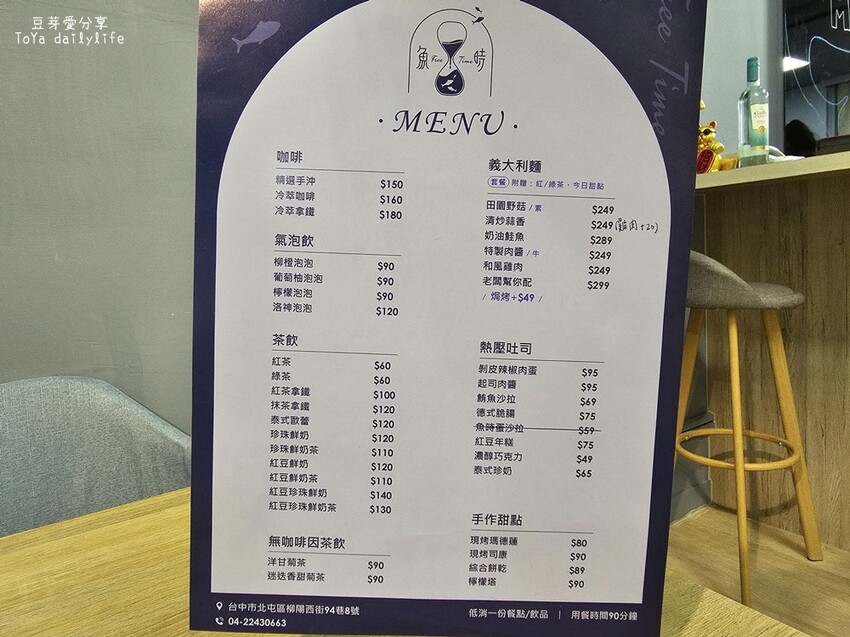 豆芽愛分享
ToYa dailylife
魚 Free Time 時
Free Time
· MENU ·
咖啡
精選手沖 $150
冷萃咖啡 $160
冷萃拿鐵 $180
氣泡飲
柳橙泡泡 $90
葡萄柚泡泡 $90
檸檬泡泡 $90
洛神泡泡 $120
茶飲
紅茶 $60
綠茶 $60
紅茶拿鐵 $100
抹茶拿鐵 $120
泰式歐蕾 $120
珍珠鮮奶 $120
珍珠鮮奶茶 $110
紅豆鮮奶 $120
紅豆鮮奶茶 $110
紅豆珍珠鮮奶 $140
紅豆珍珠鮮奶茶 $130
無咖啡因茶飲
洋甘菊茶 $90
迷迭香甜菊茶 $90
義大利麵
套餐 附贈：紅/綠茶、今日甜點
田園野菇 / 素 $249
清炒蒜香 $249 (雞肉+20)
奶油鮭魚 $289
特製肉醬 / 牛 $249
和風雞肉 $249
老闆幫你配 $299
/ 焗烤+$49 /
熱壓吐司
剝皮辣椒肉蛋 $95
起司肉醬 $95
鮪魚沙拉 $69
德式脆腸 $75
魚時蛋沙拉 $59
紅豆年糕 $75
濃醇巧克力 $49
泰式珍奶 $65
手作甜點
現烤瑪德蓮 $80
現烤司康 $90
綜合餅乾 $89
檸檬塔 $90
台中市北屯區柳陽西街94巷8號
04-22430663
低消一份餐點/飲品 | 用餐時間90分鐘